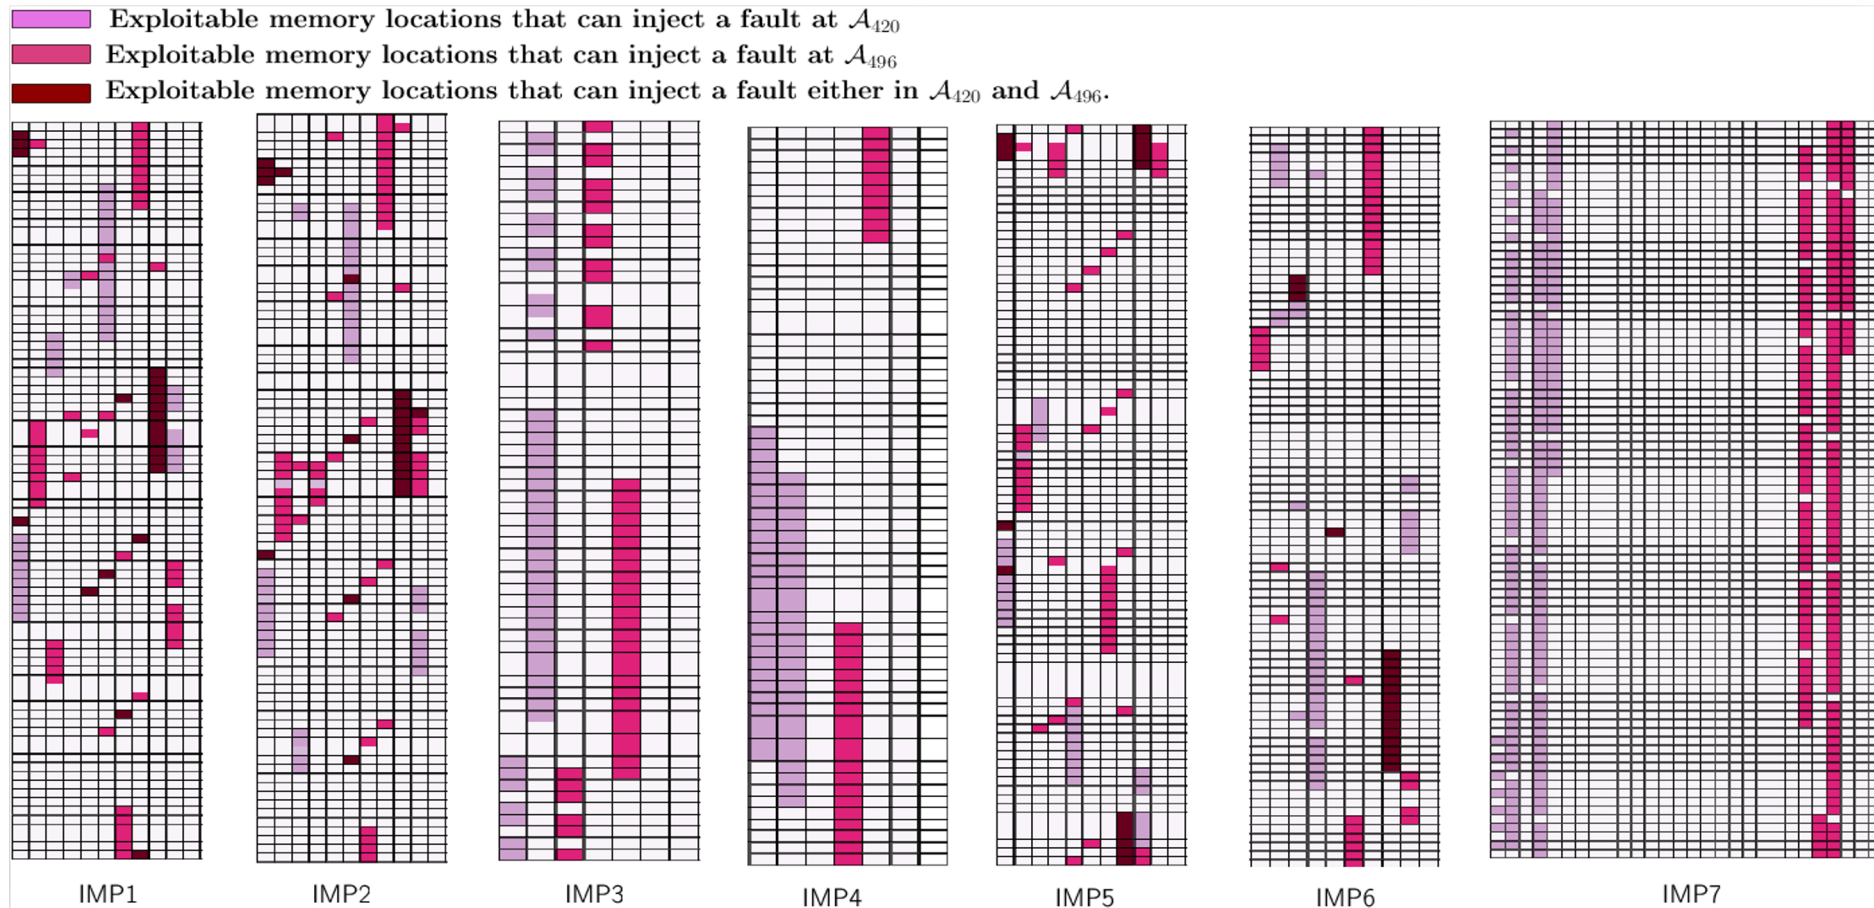 Exploitable memory locations that can inject a fault at 𝒜₄₂₀
Exploitable memory locations that can inject a fault at 𝒜₄₉₆
Exploitable memory locations that can inject a fault either in 𝒜₄₂₀ and 𝒜₄₉₆.
IMP1 IMP2 IMP3 IMP4 IMP5 IMP6 IMP7